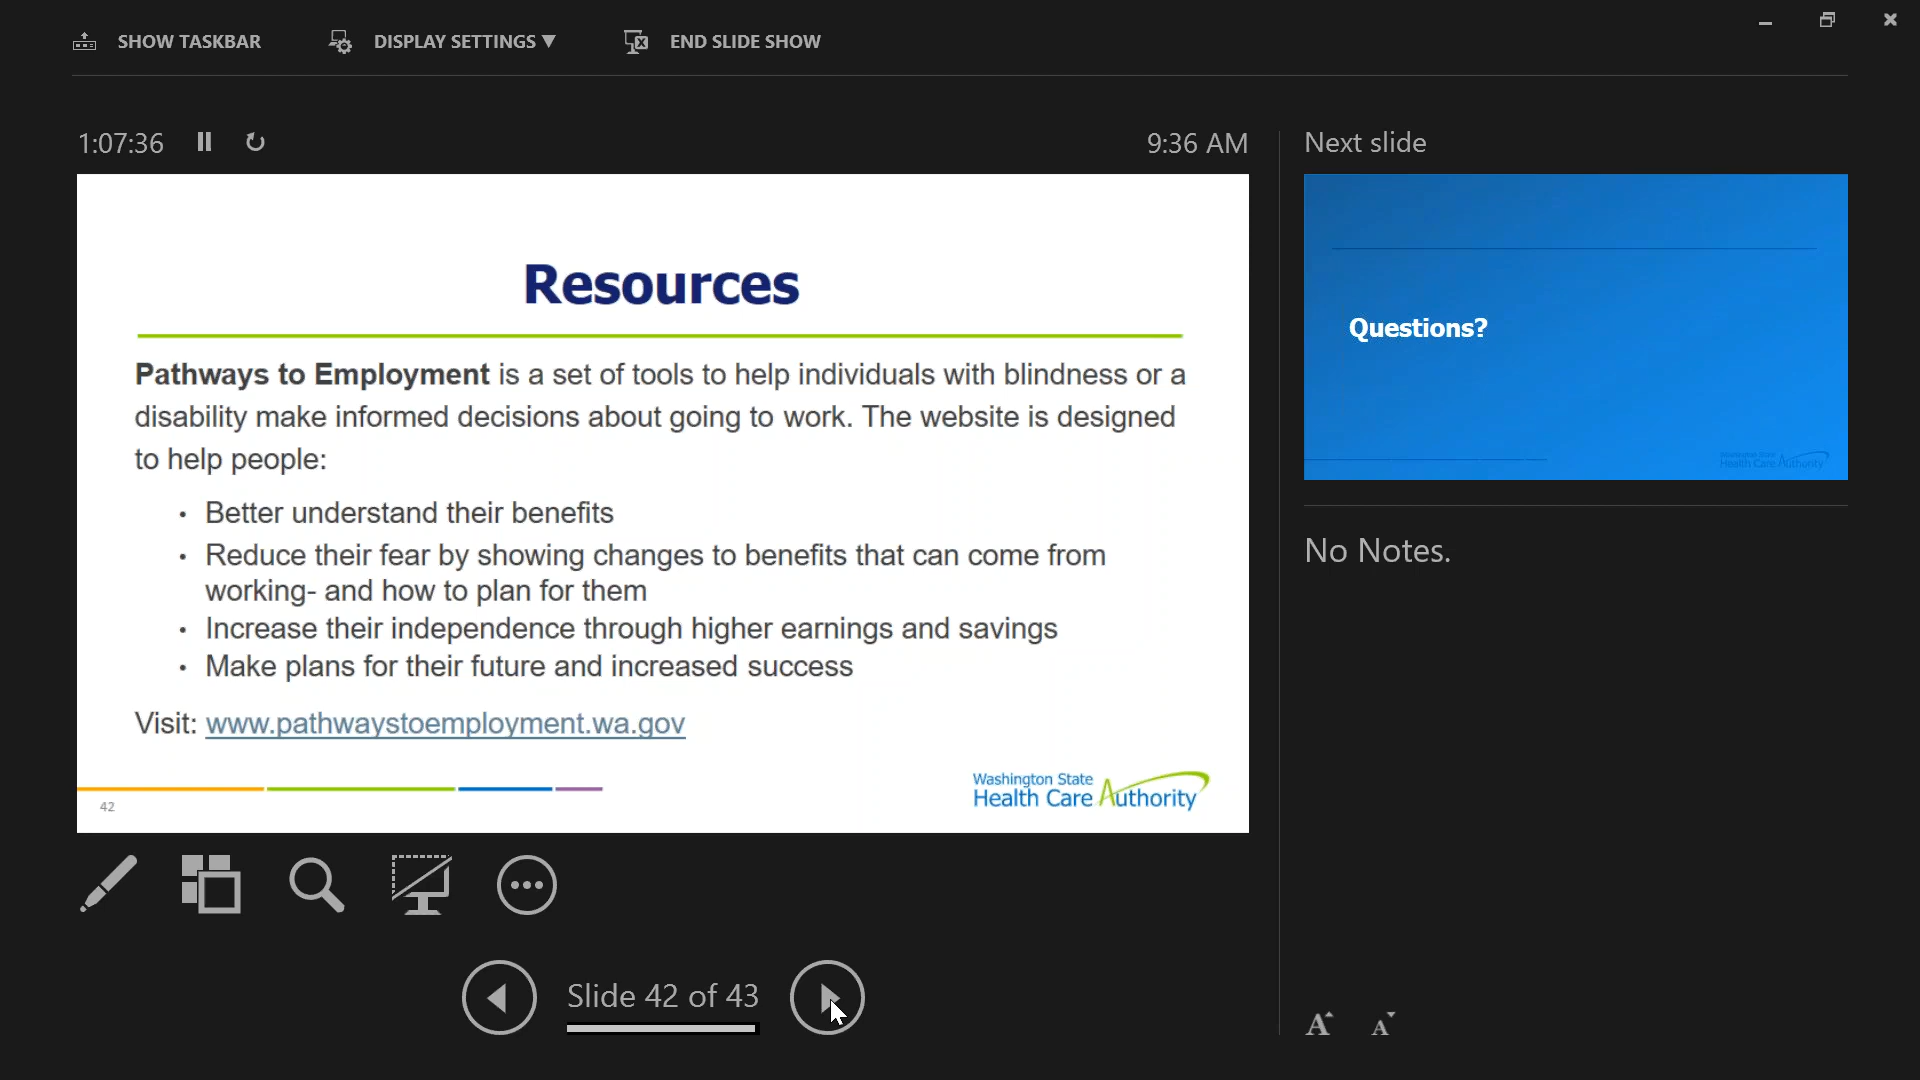 SHOW TASKBAR
DISPLAY SETTINGS ▼
END SLIDE SHOW
1:07:36
9:36 AM
Next slide
Resources
Pathways to Employment is a set of tools to help individuals with blindness or a
disability make informed decisions about going to work. The website is designed
to help people:
• Better understand their benefits
• Reduce their fear by showing changes to benefits that can come from
working- and how to plan for them
• Increase their independence through higher earnings and savings
• Make plans for their future and increased success
Visit: www.pathwaystoemployment.wa.gov
Washington State
Health Care Authority
42
Questions?
Washington State
Health Care Authority
No Notes.
Slide 42 of 43
A A